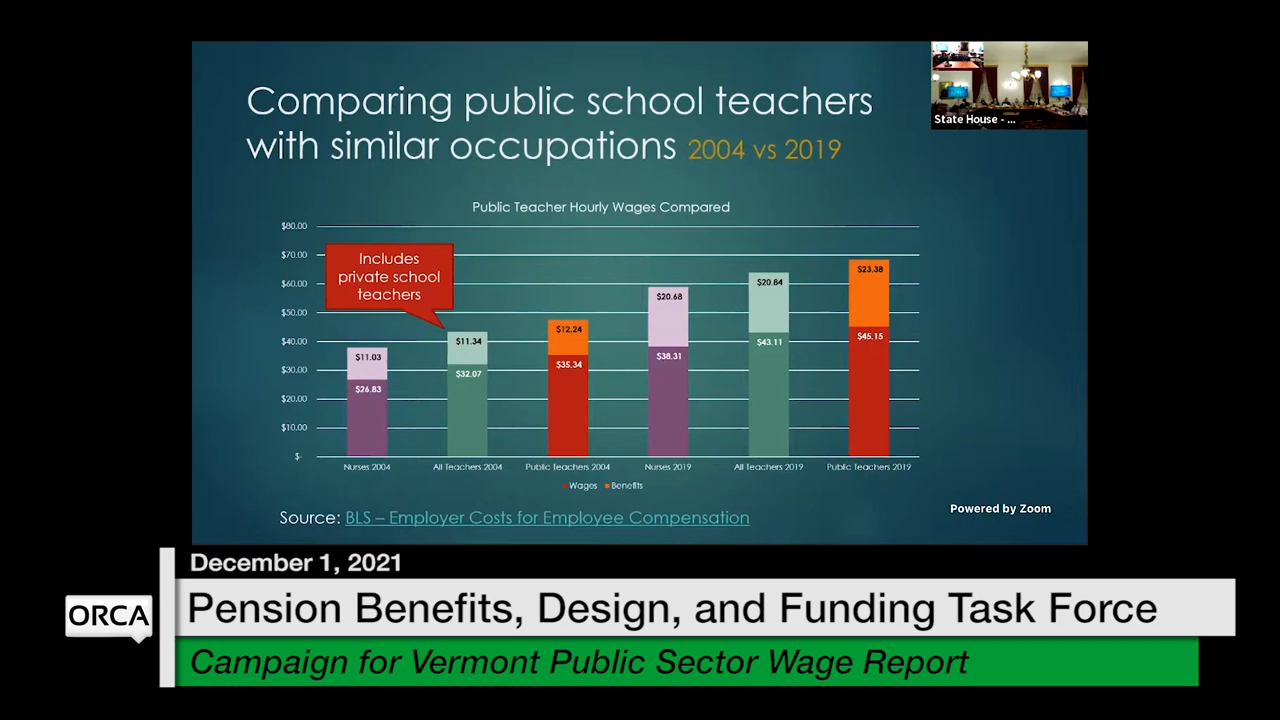 Comparing public school teachers
with similar occupations 2004 vs 2019
State House - ...
Public Teacher Hourly Wages Compared
$80.00
$70.00
$60.00
$50.00
$40.00
$30.00
$20.00
$10.00
$-
Includes
private school
teachers
$11.03
$26.83
$11.34
$32.07
$12.24
$35.34
$20.68
$38.31
$20.84
$43.11
$23.38
$45.15
Nurses 2004 All Teachers 2004 Public Teachers 2004 Nurses 2019 All Teachers 2019 Public Teachers 2019
Wages Benefits
Source: BLS – Employer Costs for Employee Compensation
Powered by Zoom
December 1, 2021
ORCA
Pension Benefits, Design, and Funding Task Force
Campaign for Vermont Public Sector Wage Report